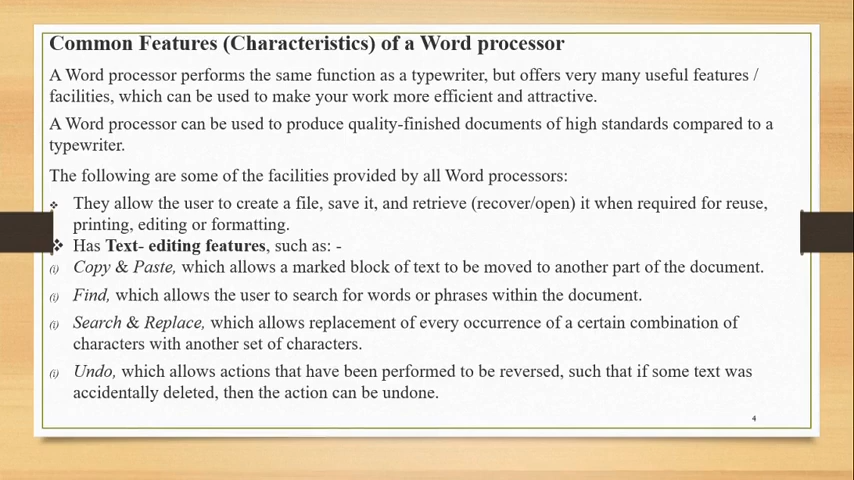 Common Features (Characteristics) of a Word processor
A Word processor performs the same function as a typewriter, but offers very many useful features /
facilities, which can be used to make your work more efficient and attractive.
A Word processor can be used to produce quality-finished documents of high standards compared to a
typewriter.
The following are some of the facilities provided by all Word processors:
❖ They allow the user to create a file, save it, and retrieve (recover/open) it when required for reuse,
printing, editing or formatting.
❖ Has Text- editing features, such as: -
(i) Copy & Paste, which allows a marked block of text to be moved to another part of the document.
(i) Find, which allows the user to search for words or phrases within the document.
(i) Search & Replace, which allows replacement of every occurrence of a certain combination of
characters with another set of characters.
(i) Undo, which allows actions that have been performed to be reversed, such that if some text was
accidentally deleted, then the action can be undone.
4